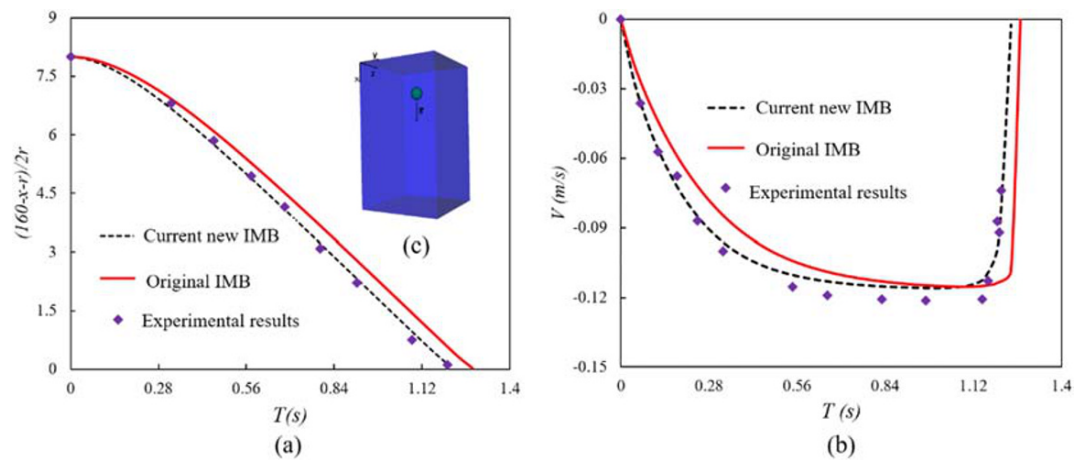 (a)
9
7.5
6
4.5
3
1.5
0
(160-x-r)/2r
0
0.28
0.56
0.84
1.12
1.4
T(s)
Current new IMB
Original IMB
Experimental results
(c)
(a)
0
-0.03
-0.06
-0.09
-0.12
-0.15
V (m/s)
0
0.28
0.56
0.84
1.12
1.4
T (s)
Current new IMB
Original IMB
Experimental results
(b)